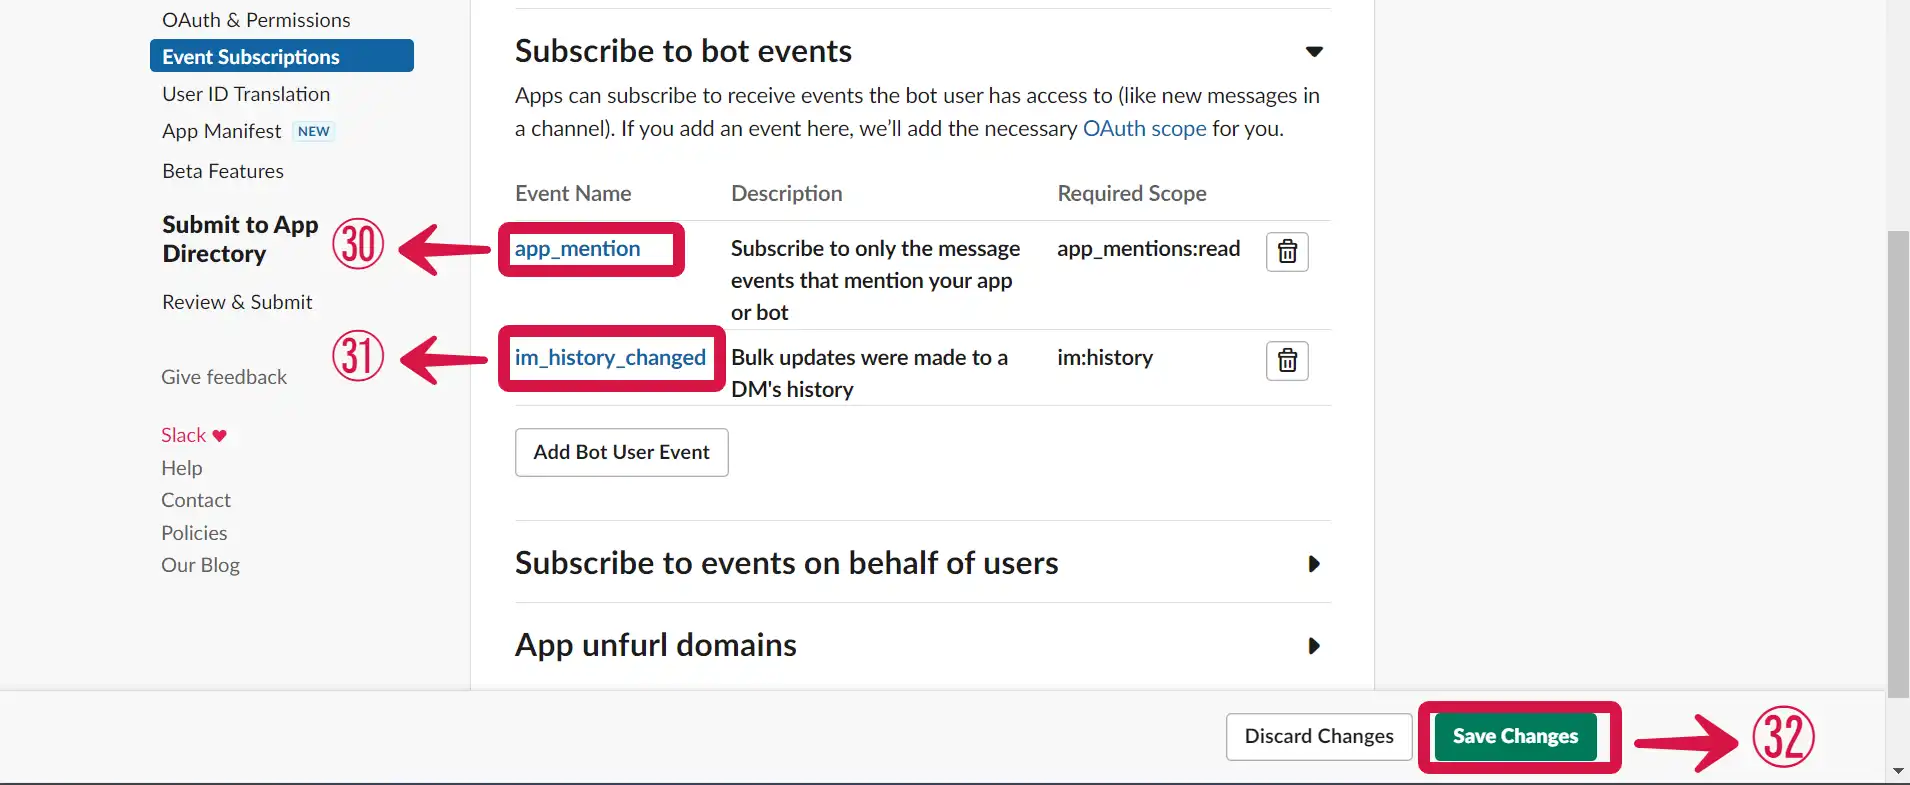 OAuth & Permissions
Event Subscriptions
User ID Translation
App Manifest NEW
Beta Features
Submit to App
Directory
Review & Submit
Give feedback
Slack ♥
Help
Contact
Policies
Our Blog
Subscribe to bot events
Apps can subscribe to receive events the bot user has access to (like new messages in
a channel). If you add an event here, we’ll add the necessary OAuth scope for you.
Event Name Description Required Scope
30 app_mention Subscribe to only the message app_mentions:read
events that mention your app
or bot
31 im_history_changed Bulk updates were made to a im:history
DM's history
Add Bot User Event
Subscribe to events on behalf of users
App unfurl domains
Discard Changes Save Changes 32